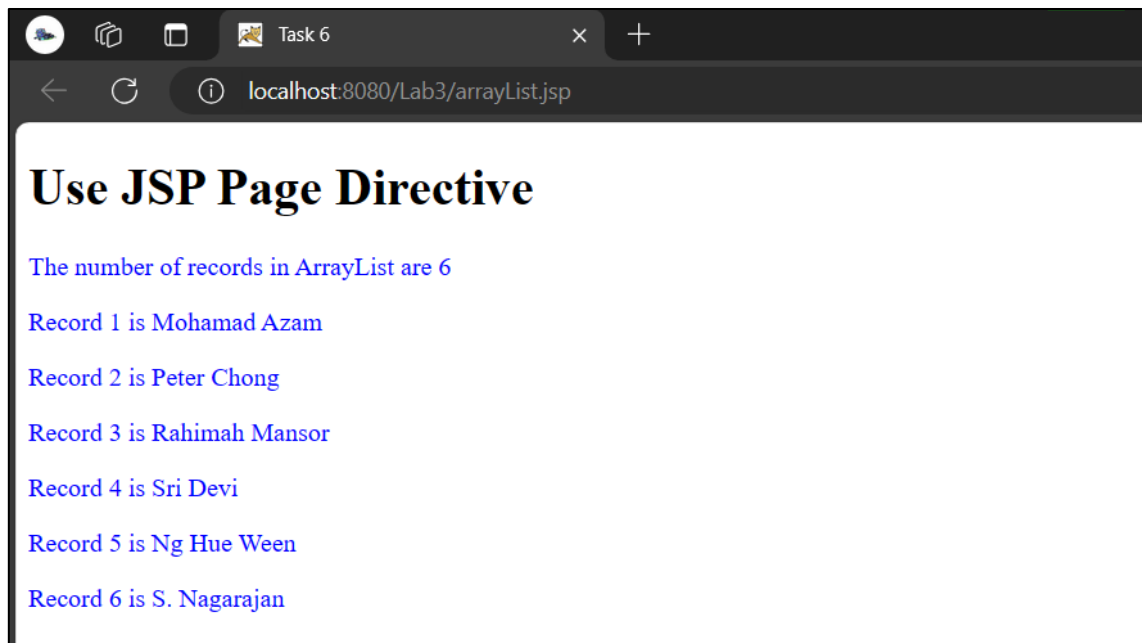 Task 6
localhost:8080/Lab3/arrayList.jsp
Use JSP Page Directive
The number of records in ArrayList are 6
Record 1 is Mohamad Azam
Record 2 is Peter Chong
Record 3 is Rahimah Mansor
Record 4 is Sri Devi
Record 5 is Ng Hue Ween
Record 6 is S. Nagarajan